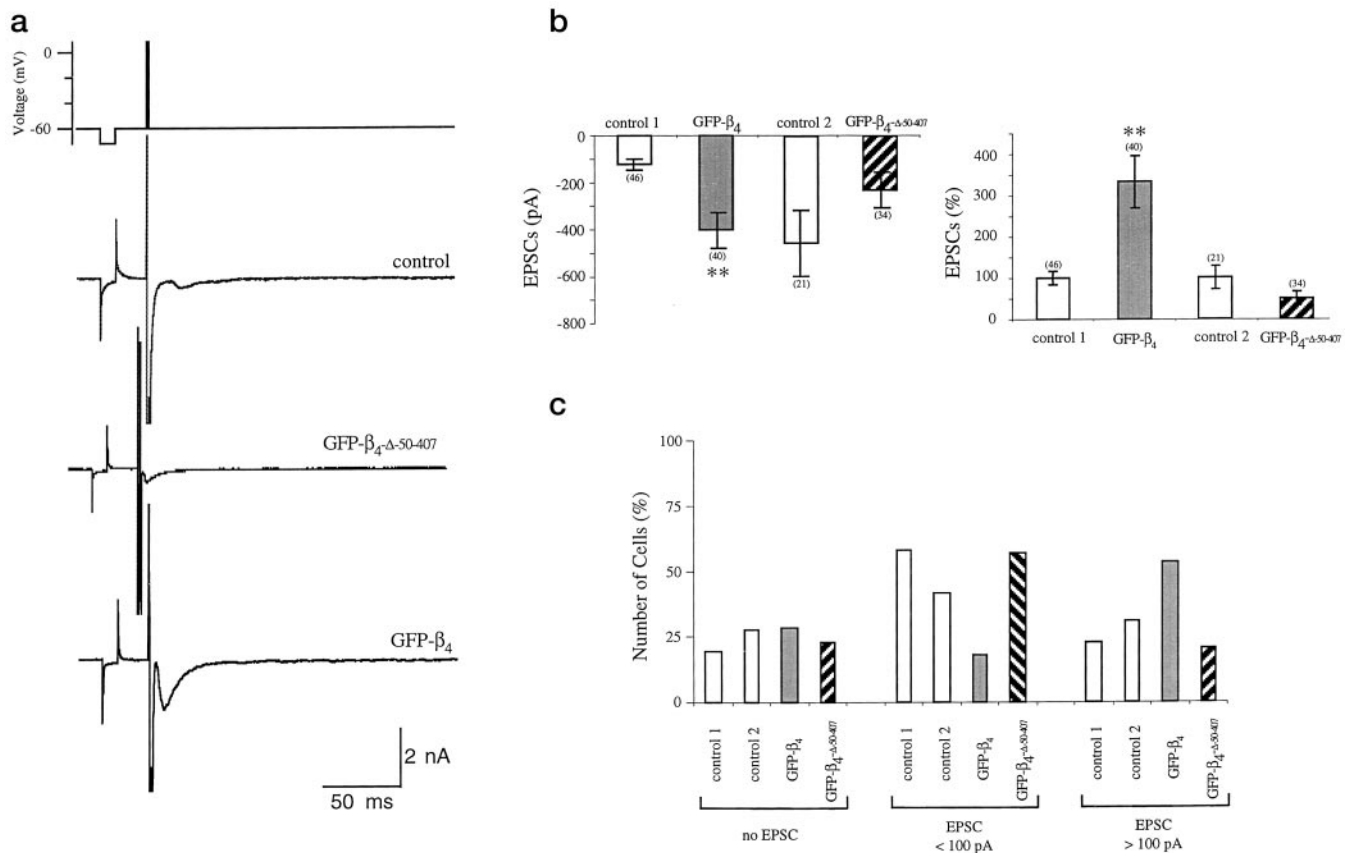 a
Voltage (mV)
0
-60
control
GFP-β4-Δ-50-407
GFP-β4
2 nA
50 ms
b
control 1 GFP-β4 control 2 GFP-β4-Δ-50-407
EPSCs (pA)
0
-200
-400
-600
-800
(46)
(40)
**
(21)
(34)
EPSCs (%)
400
300
200
100
0
(46)
**
(40)
(21)
(34)
control 1 GFP-β4 control 2 GFP-β4-Δ-50-407
c
Number of Cells (%)
100
75
50
25
0
control 1
control 2
GFP-β4
GFP-β4-Δ-50-407
control 1
control 2
GFP-β4
GFP-β4-Δ-50-407
control 1
control 2
GFP-β4
GFP-β4-Δ-50-407
no EPSC
EPSC
< 100 pA
EPSC
> 100 pA